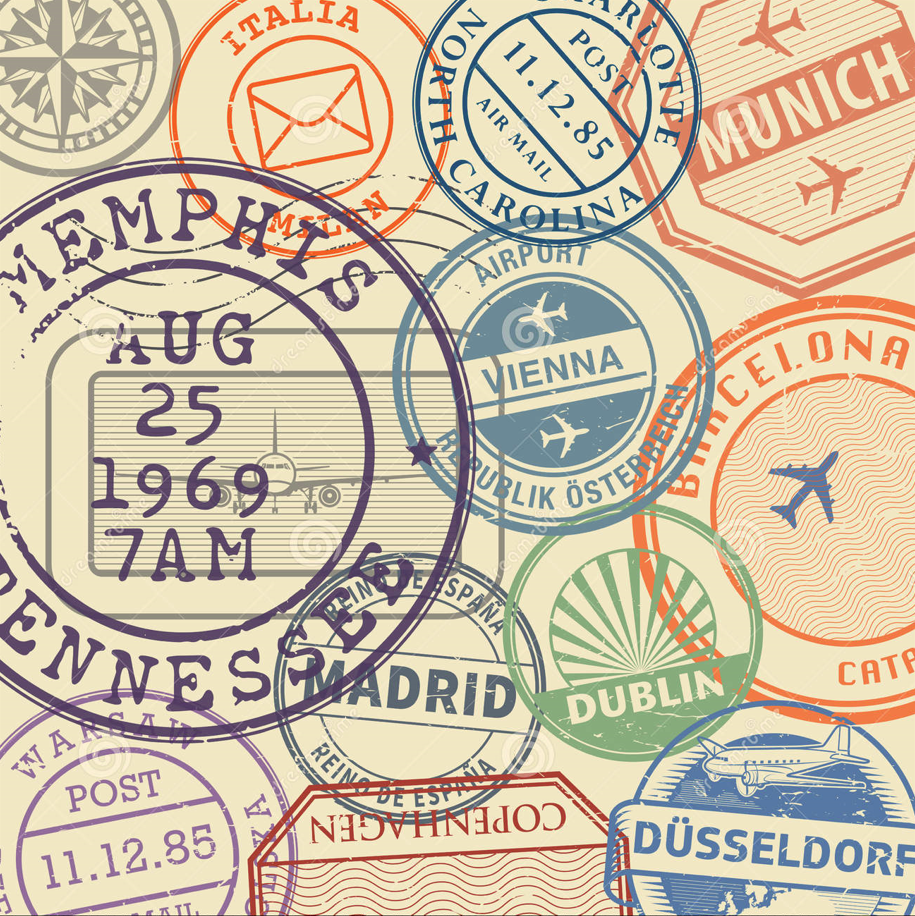 ITALIA
MILAN
CHARLOTTE
POST
11.12.85
AIR MAIL
NORTH CAROLINA
MUNICH
MEMPHIS
AUG
25
1969
7AM
TENNESSEE
AIRPORT
VIENNA
REPUBLIK ÖSTERREICH
BARCELONA
CATA
REINO DE ESPAÑA
MADRID
REINO DE ESPAÑA
DUBLIN
WARSAW
POST
11.12.85
MAIL
COPENHAGEN
DÜSSELDORF